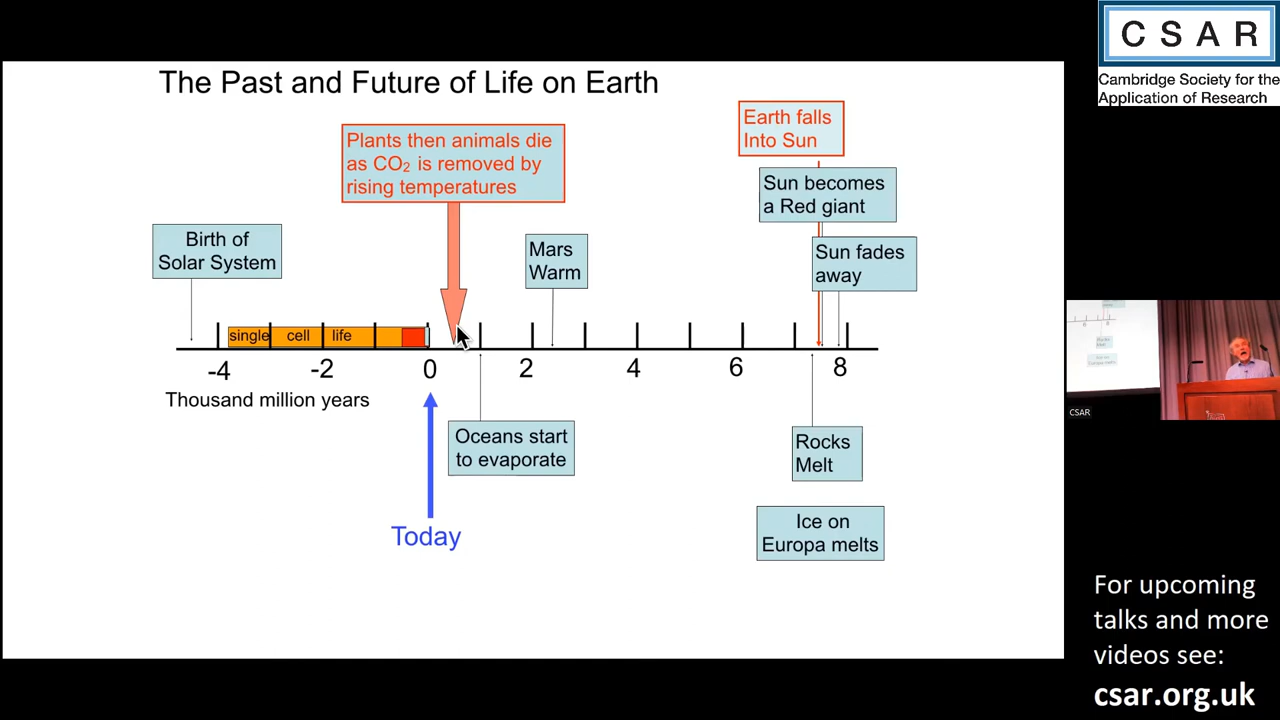 The Past and Future of Life on Earth
Plants then animals die
as CO₂ is removed by
rising temperatures
Earth falls
Into Sun
Sun becomes
a Red giant
Birth of
Solar System
Mars
Warm
Sun fades
away
single cell life
-4 -2 0 2 4 6 8
Thousand million years
Oceans start
to evaporate
Rocks
Melt
Today
Ice on
Europa melts
CSAR
Cambridge Society for the
Application of Research
CSAR
For upcoming
talks and more
videos see:
csar.org.uk